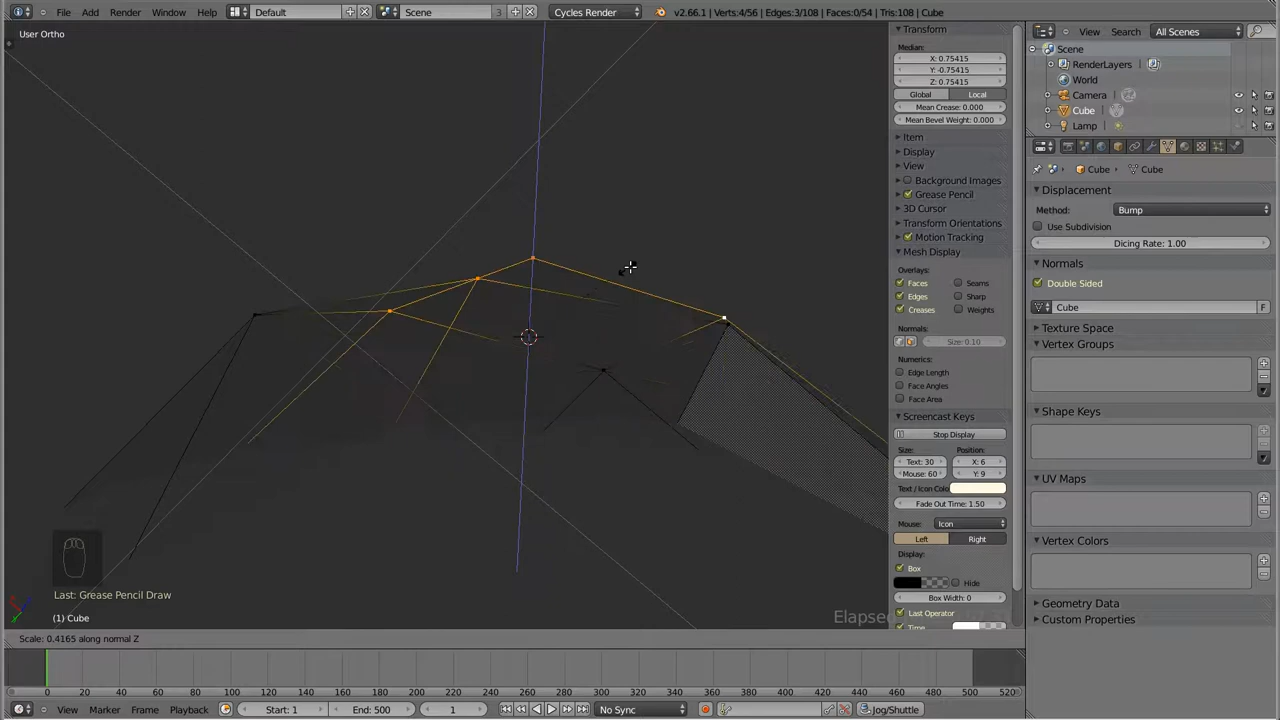 File Add Render Window Help Default Scene 3 Cycles Render v2.66.1 | Verts:4/56 | Edges:3/108 | Faces:0/54 | Tris:108 | Cube
User Ortho
Transform
Median:
X: 0.75415
Y: -0.75415
Z: 0.75415
Global Local
Mean Crease: 0.000
Mean Bevel Weight: 0.000
Item
Display
View
Background Images
Grease Pencil
3D Cursor
Transform Orientations
Motion Tracking
Mesh Display
Overlays:
Faces Seams
Edges Sharp
Creases Weights
Normals:
Size: 0.10
Numerics:
Edge Length
Face Angles
Face Area
Screencast Keys
Stop Display
Size: Position:
Text: 30 X: 6
Mouse: 60 Y: 9
Text / Icon Colo
Fade Out Time: 1.50
Mouse: Icon
Left Right
Display:
Box
Hide
Box Width: 0
Last Operator
Time
View Search All Scenes
Scene
RenderLayers
World
Camera
Cube
Lamp
Cube Cube
Displacement
Method: Bump
Use Subdivision
Dicing Rate: 1.00
Normals
Double Sided
Cube F
Texture Space
Vertex Groups
Shape Keys
UV Maps
Vertex Colors
Geometry Data
Custom Properties
Last: Grease Pencil Draw
(1) Cube
Elapsed
Scale: 0.4165 along normal Z
0 20 40 60 80 100 120 140 160 180 200 220 240 260 280 300 320 340 360 380 400 420 440 460 480 500 520
View Marker Frame Playback Start: 1 End: 500 1 No Sync Jog/Shuttle